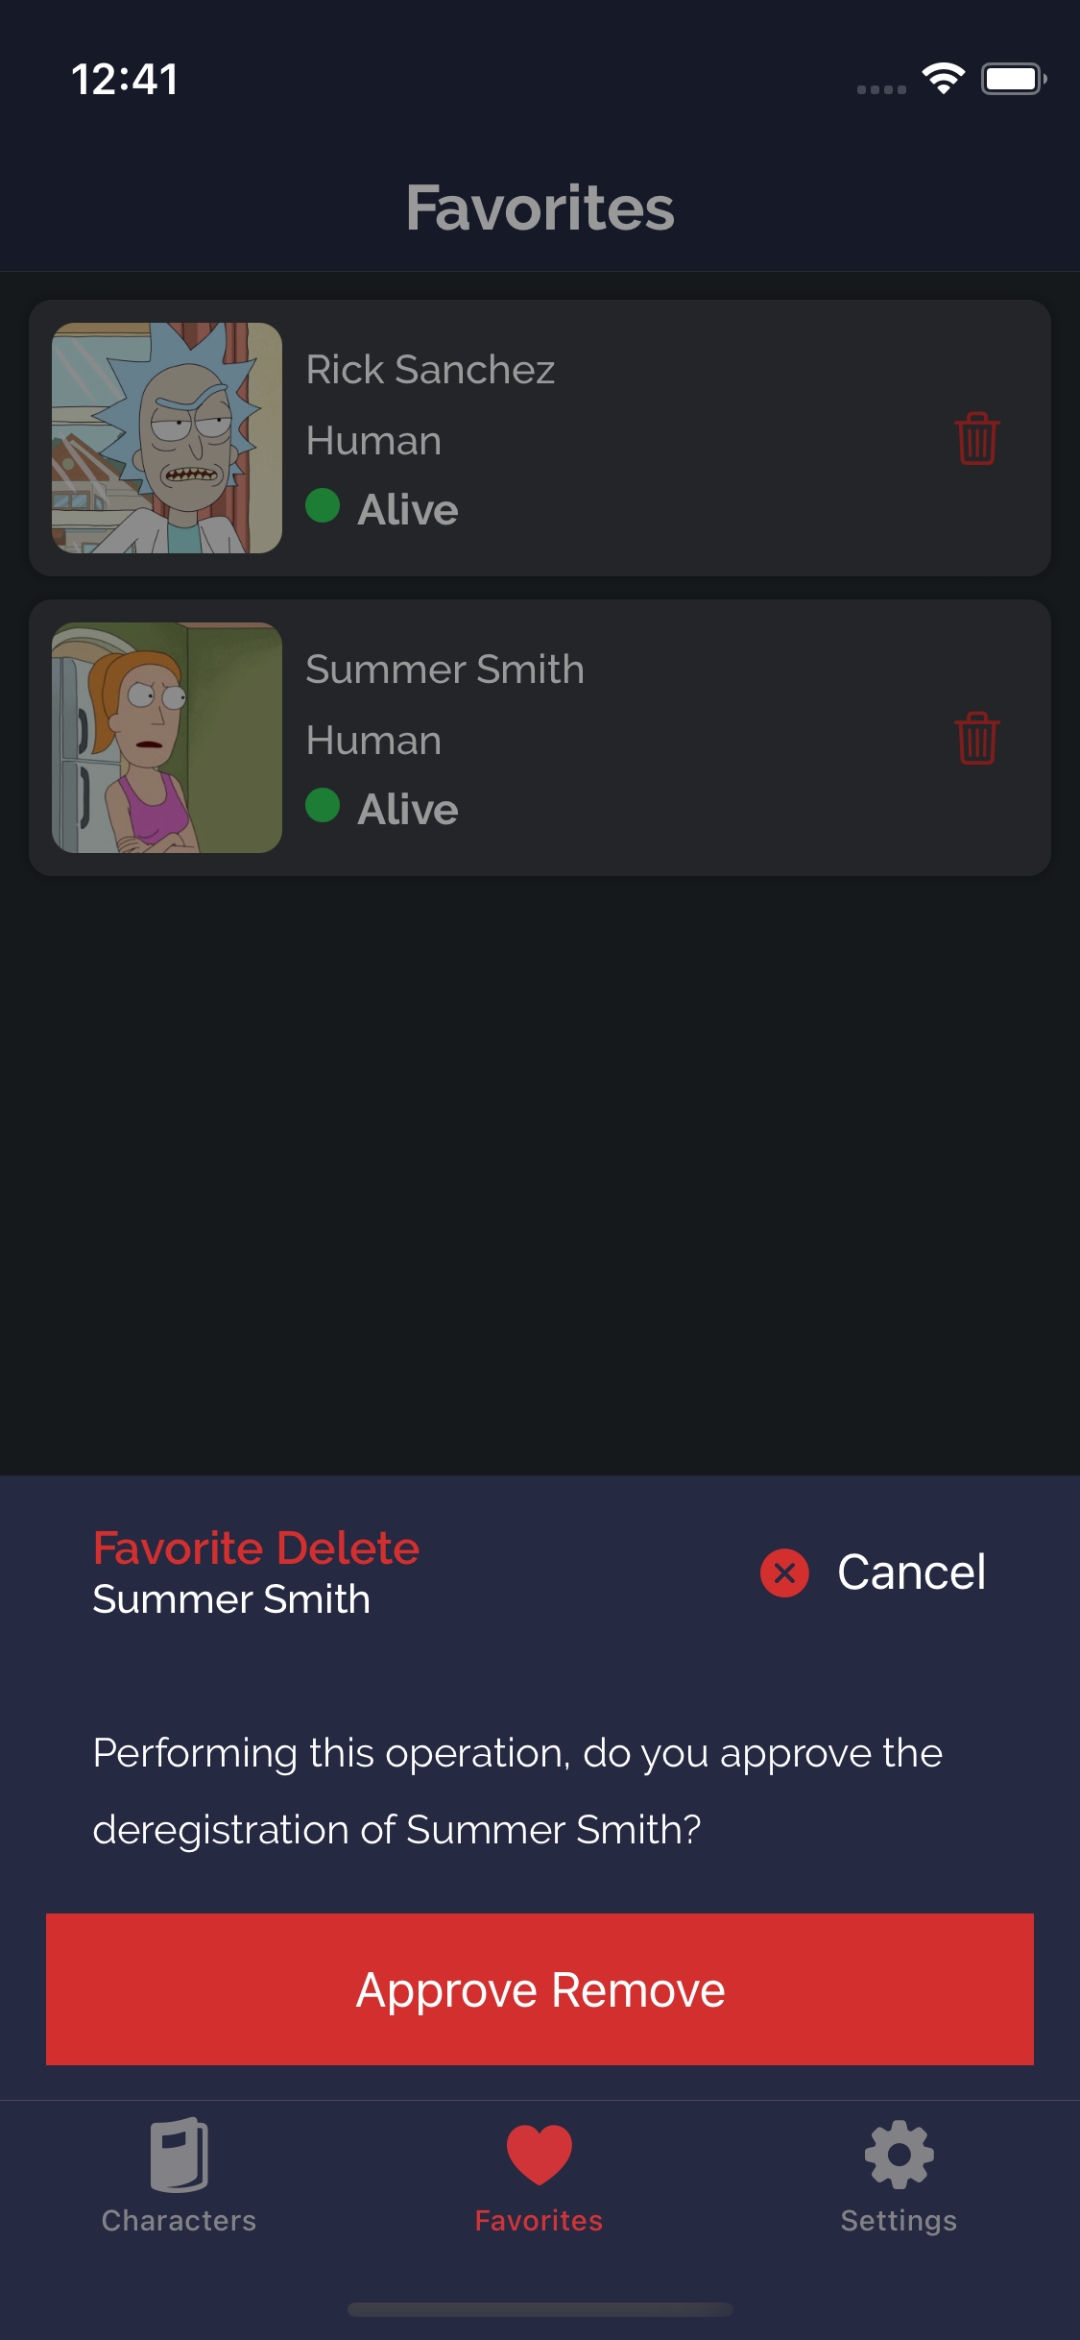 12:41
Favorites
Rick Sanchez
Human
Alive
Summer Smith
Human
Alive
Favorite Delete
Summer Smith
Cancel
Performing this operation, do you approve the
deregistration of Summer Smith?
Approve Remove
Characters
Favorites
Settings